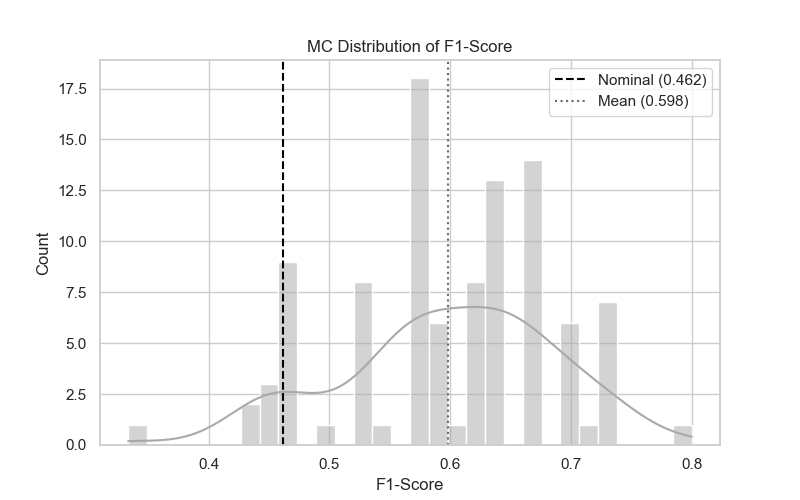 MC Distribution of F1-Score
Nominal (0.462)
Mean (0.598)
17.5
15.0
12.5
10.0
7.5
5.0
2.5
0.0
Count
0.4 0.5 0.6 0.7 0.8
F1-Score